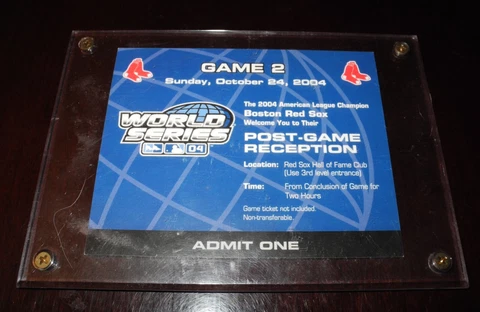 GAME 2
Sunday, October 24, 2004
The 2004 American League Champion
Boston Red Sox
Welcome You to Their
POST-GAME
RECEPTION
WORLD
SERIES
04
Location: Red Sox Hall of Fame Club
(Use 3rd level entrance)
Time: From Conclusion of Game for
Two Hours
Game ticket not included.
Non-transferable.
ADMIT ONE